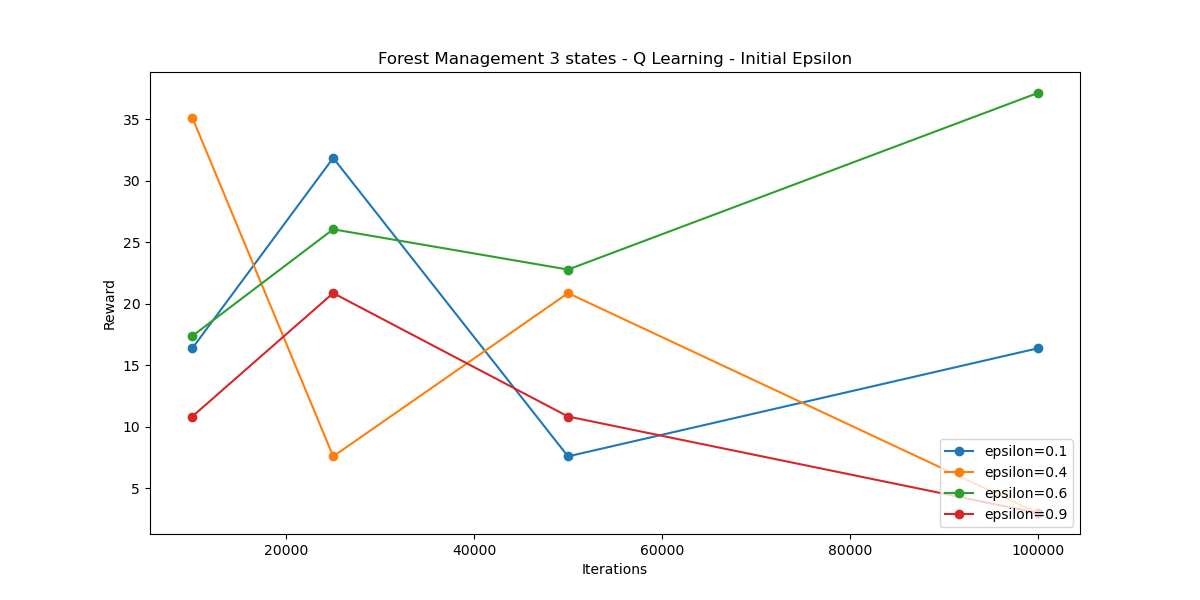 Forest Management 3 states - Q Learning - Initial Epsilon
Reward
35
30
25
20
15
10
5
20000
40000
60000
80000
100000
Iterations
epsilon=0.1
epsilon=0.4
epsilon=0.6
epsilon=0.9